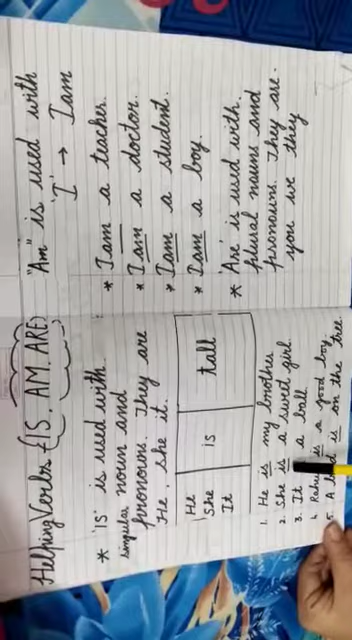 Helping Verbs {IS, AM, ARE}
* 'IS' is used with
singular noun and
pronouns. They are
He, she it.
He
She
It
is
tall
1. He is my brother
2. She is a sweet girl.
3. It a ball
4. Rahul is a good boy.
5. A is on the tree.
"Am" is used with
'I' → I am
* I am a teacher.
* I am a doctor.
* I am a student.
* I am a boy.
* 'Are' is used with.
plural nouns and
pronouns. They are.
you we they